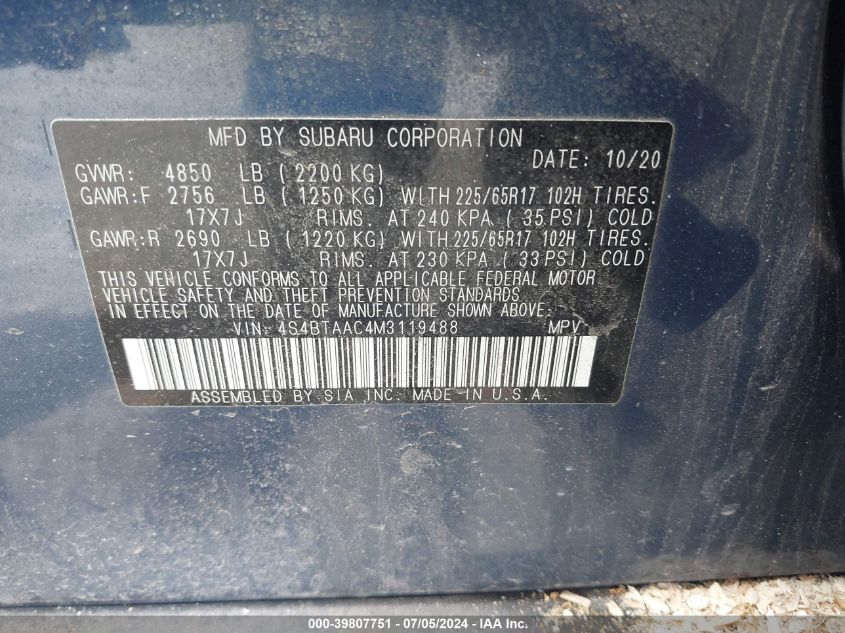 MFD BY SUBARU CORPORATION
DATE: 10/20
GVWR: 4850 LB ( 2200 KG)
GAWR: F 2756 LB ( 1250 KG) WITH 225/65R17 102H TIRES.
17X7J RIMS. AT 240 KPA ( 35 PSI) COLD
GAWR: R 2690 LB ( 1220 KG) WITH 225/65R17 102H TIRES.
17X7J RIMS. AT 230 KPA ( 33 PSI) COLD
THIS VEHICLE CONFORMS TO ALL APPLICABLE FEDERAL MOTOR
VEHICLE SAFETY AND THEFT PREVENTION STANDARDS
IN EFFECT ON THE DATE OF MANUFACTURE SHOWN ABOVE.
VIN: 4S4BTAAC4M3119488 MPV
ASSEMBLED BY SIA INC. MADE IN U.S.A.
000-39807751 - 07/05/2024 - IAA Inc.